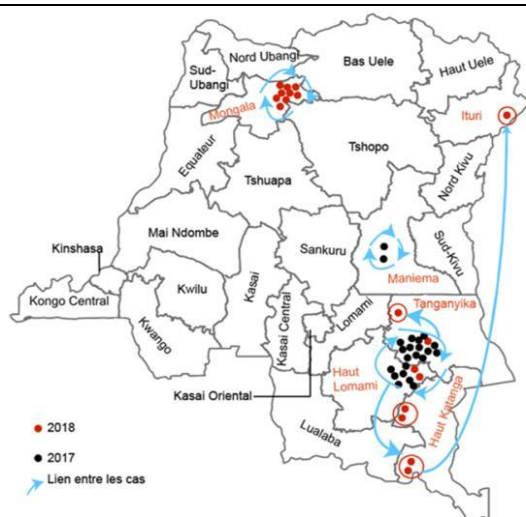 Nord Ubangi
Bas Uele
Haut Uele
Sud-
Ubangi
Mongala
Ituri
Equateur
Tshopo
Nord Kivu
Tshuapa
Mai Ndombe
Sankuru
Sud-Kivu
Kinshasa
Maniema
Kongo Central
Kwilu
Kasai
Kasai Central
Lomami
Tanganyika
Kwango
Kasai Oriental
Haut
Lomami
Haut Katanga
Lualaba
2018
2017
Lien entre les cas